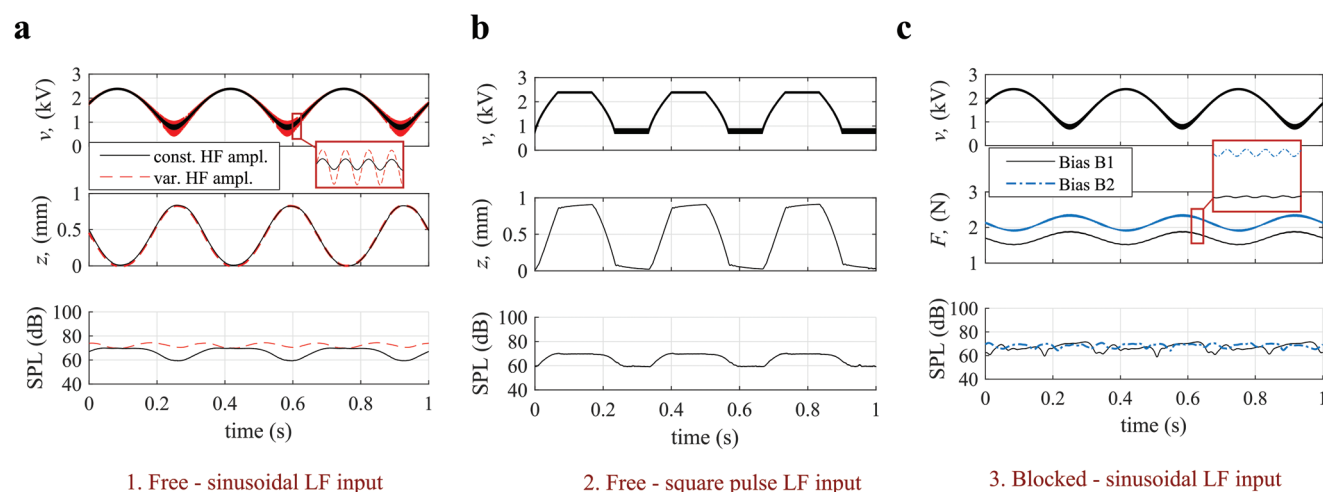 a
v, (kV)
3
2
1
0
const. HF ampl.
var. HF ampl.
z, (mm)
1
0.5
0
SPL (dB)
100
80
60
40
0 0.2 0.4 0.6 0.8 1
time (s)
1. Free - sinusoidal LF input
b
v, (kV)
3
2
1
0
z, (mm)
1
0.5
0
SPL (dB)
100
80
60
40
0 0.2 0.4 0.6 0.8 1
time (s)
2. Free - square pulse LF input
c
v, (kV)
3
2
1
0
Bias B1
Bias B2
F, (N)
3
2
1
SPL (dB)
100
80
60
40
0 0.2 0.4 0.6 0.8 1
time (s)
3. Blocked - sinusoidal LF input